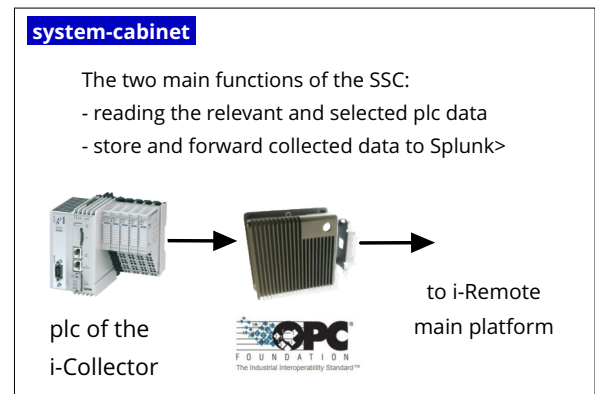 system-cabinet
The two main functions of the SSC:
- reading the relevant and selected plc data
- store and forward collected data to Splunk>
to i-Remote
main platform
plc of the
i-Collector
OPC
FOUNDATION
The Industrial Interoperability Standard™